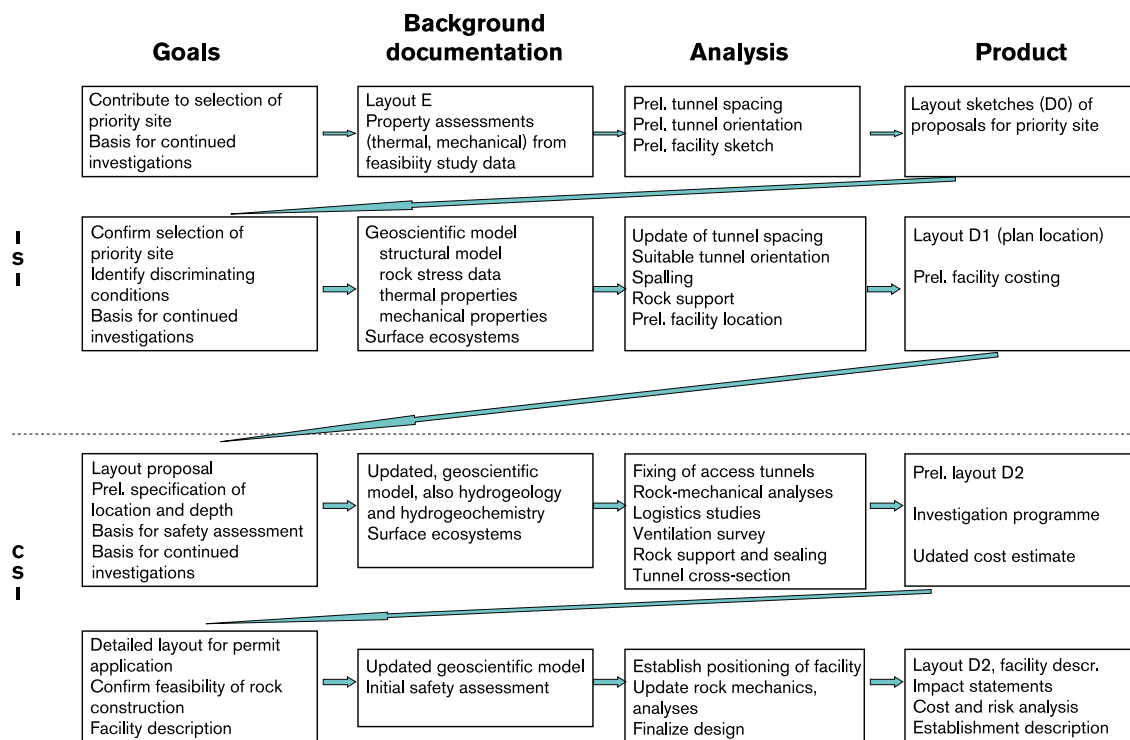 Goals
Background
documentation
Analysis
Product
Contribute to selection of
priority site
Basis for continued
investigations
Layout E
Property assessments
(thermal, mechanical) from
feasibiity study data
Prel. tunnel spacing
Prel. tunnel orientation
Prel. facility sketch
Layout sketches (D0) of
proposals for priority site
I
S
I
Confirm selection of
priority site
Identify discriminating
conditions
Basis for continued
investigations
Geoscientific model
structural model
rock stress data
thermal properties
mechanical properties
Surface ecosystems
Update of tunnel spacing
Suitable tunnel orientation
Spalling
Rock support
Prel. facility location
Layout D1 (plan location)
Prel. facility costing
C
S
I
Layout proposal
Prel. specification of
location and depth
Basis for safety assessment
Basis for continued
investigations
Updated, geoscientific
model, also hydrogeology
and hydrogeochemistry
Surface ecosystems
Fixing of access tunnels
Rock-mechanical analyses
Logistics studies
Ventilation survey
Rock support and sealing
Tunnel cross-section
Prel. layout D2
Investigation programme
Udated cost estimate
Detailed layout for permit
application
Confirm feasibility of rock
construction
Facility description
Updated geoscientific model
Initial safety assessment
Establish positioning of facility
Update rock mechanics,
analyses
Finalize design
Layout D2, facility descr.
Impact statements
Cost and risk analysis
Establishment description